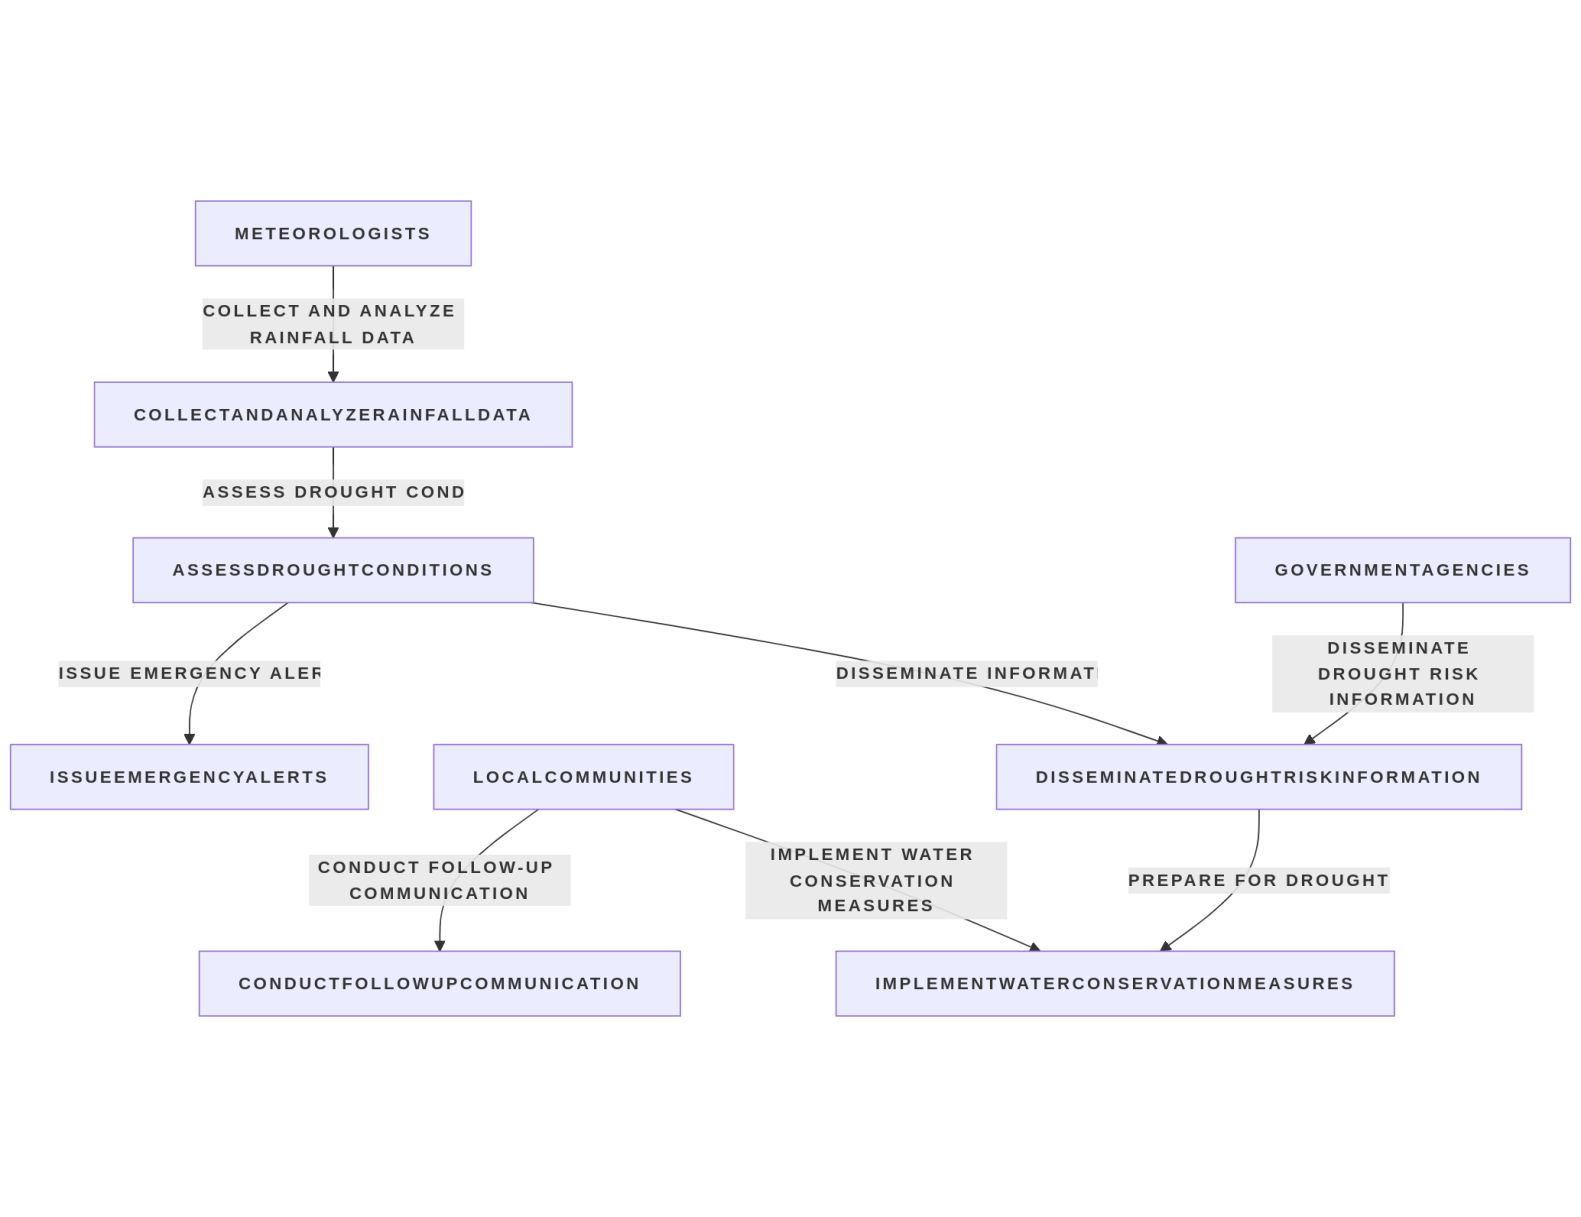 METEOROLOGISTS
COLLECT AND ANALYZE
RAINFALL DATA
COLLECTANDANALYZERAINFALLDATA
ASSESS DROUGHT COND
ASSESSDROUGHTCONDITIONS
GOVERNMENTAGENCIES
ISSUE EMERGENCY ALER
DISSEMINATE INFORMAT
DISSEMINATE
DROUGHT RISK
INFORMATION
ISSUEEMERGENCYALERTS
LOCALCOMMUNITIES
DISSEMINATEDROUGHTRISKINFORMATION
CONDUCT FOLLOW-UP
COMMUNICATION
IMPLEMENT WATER
CONSERVATION
MEASURES
PREPARE FOR DROUGHT
CONDUCTFOLLOWUPCOMMUNICATION
IMPLEMENTWATERCONSERVATIONMEASURES